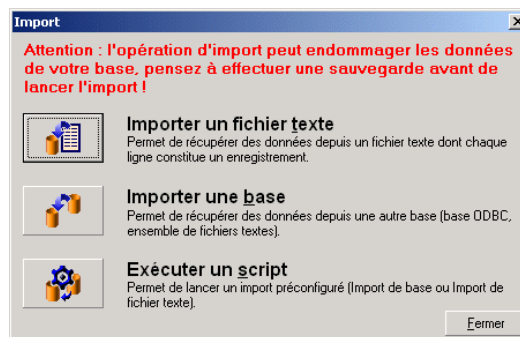 Import
Attention : l'opération d'import peut endommager les données
de votre base, pensez à effectuer une sauvegarde avant de
lancer l'import !
Importer un fichier texte
Permet de récupérer des données depuis un fichier texte dont chaque
ligne constitue un enregistrement.
Importer une base
Permet de récupérer des données depuis une autre base (base ODBC,
ensemble de fichiers textes).
Exécuter un script
Permet de lancer un import préconfiguré (Import de base ou Import de
fichier texte).
Fermer